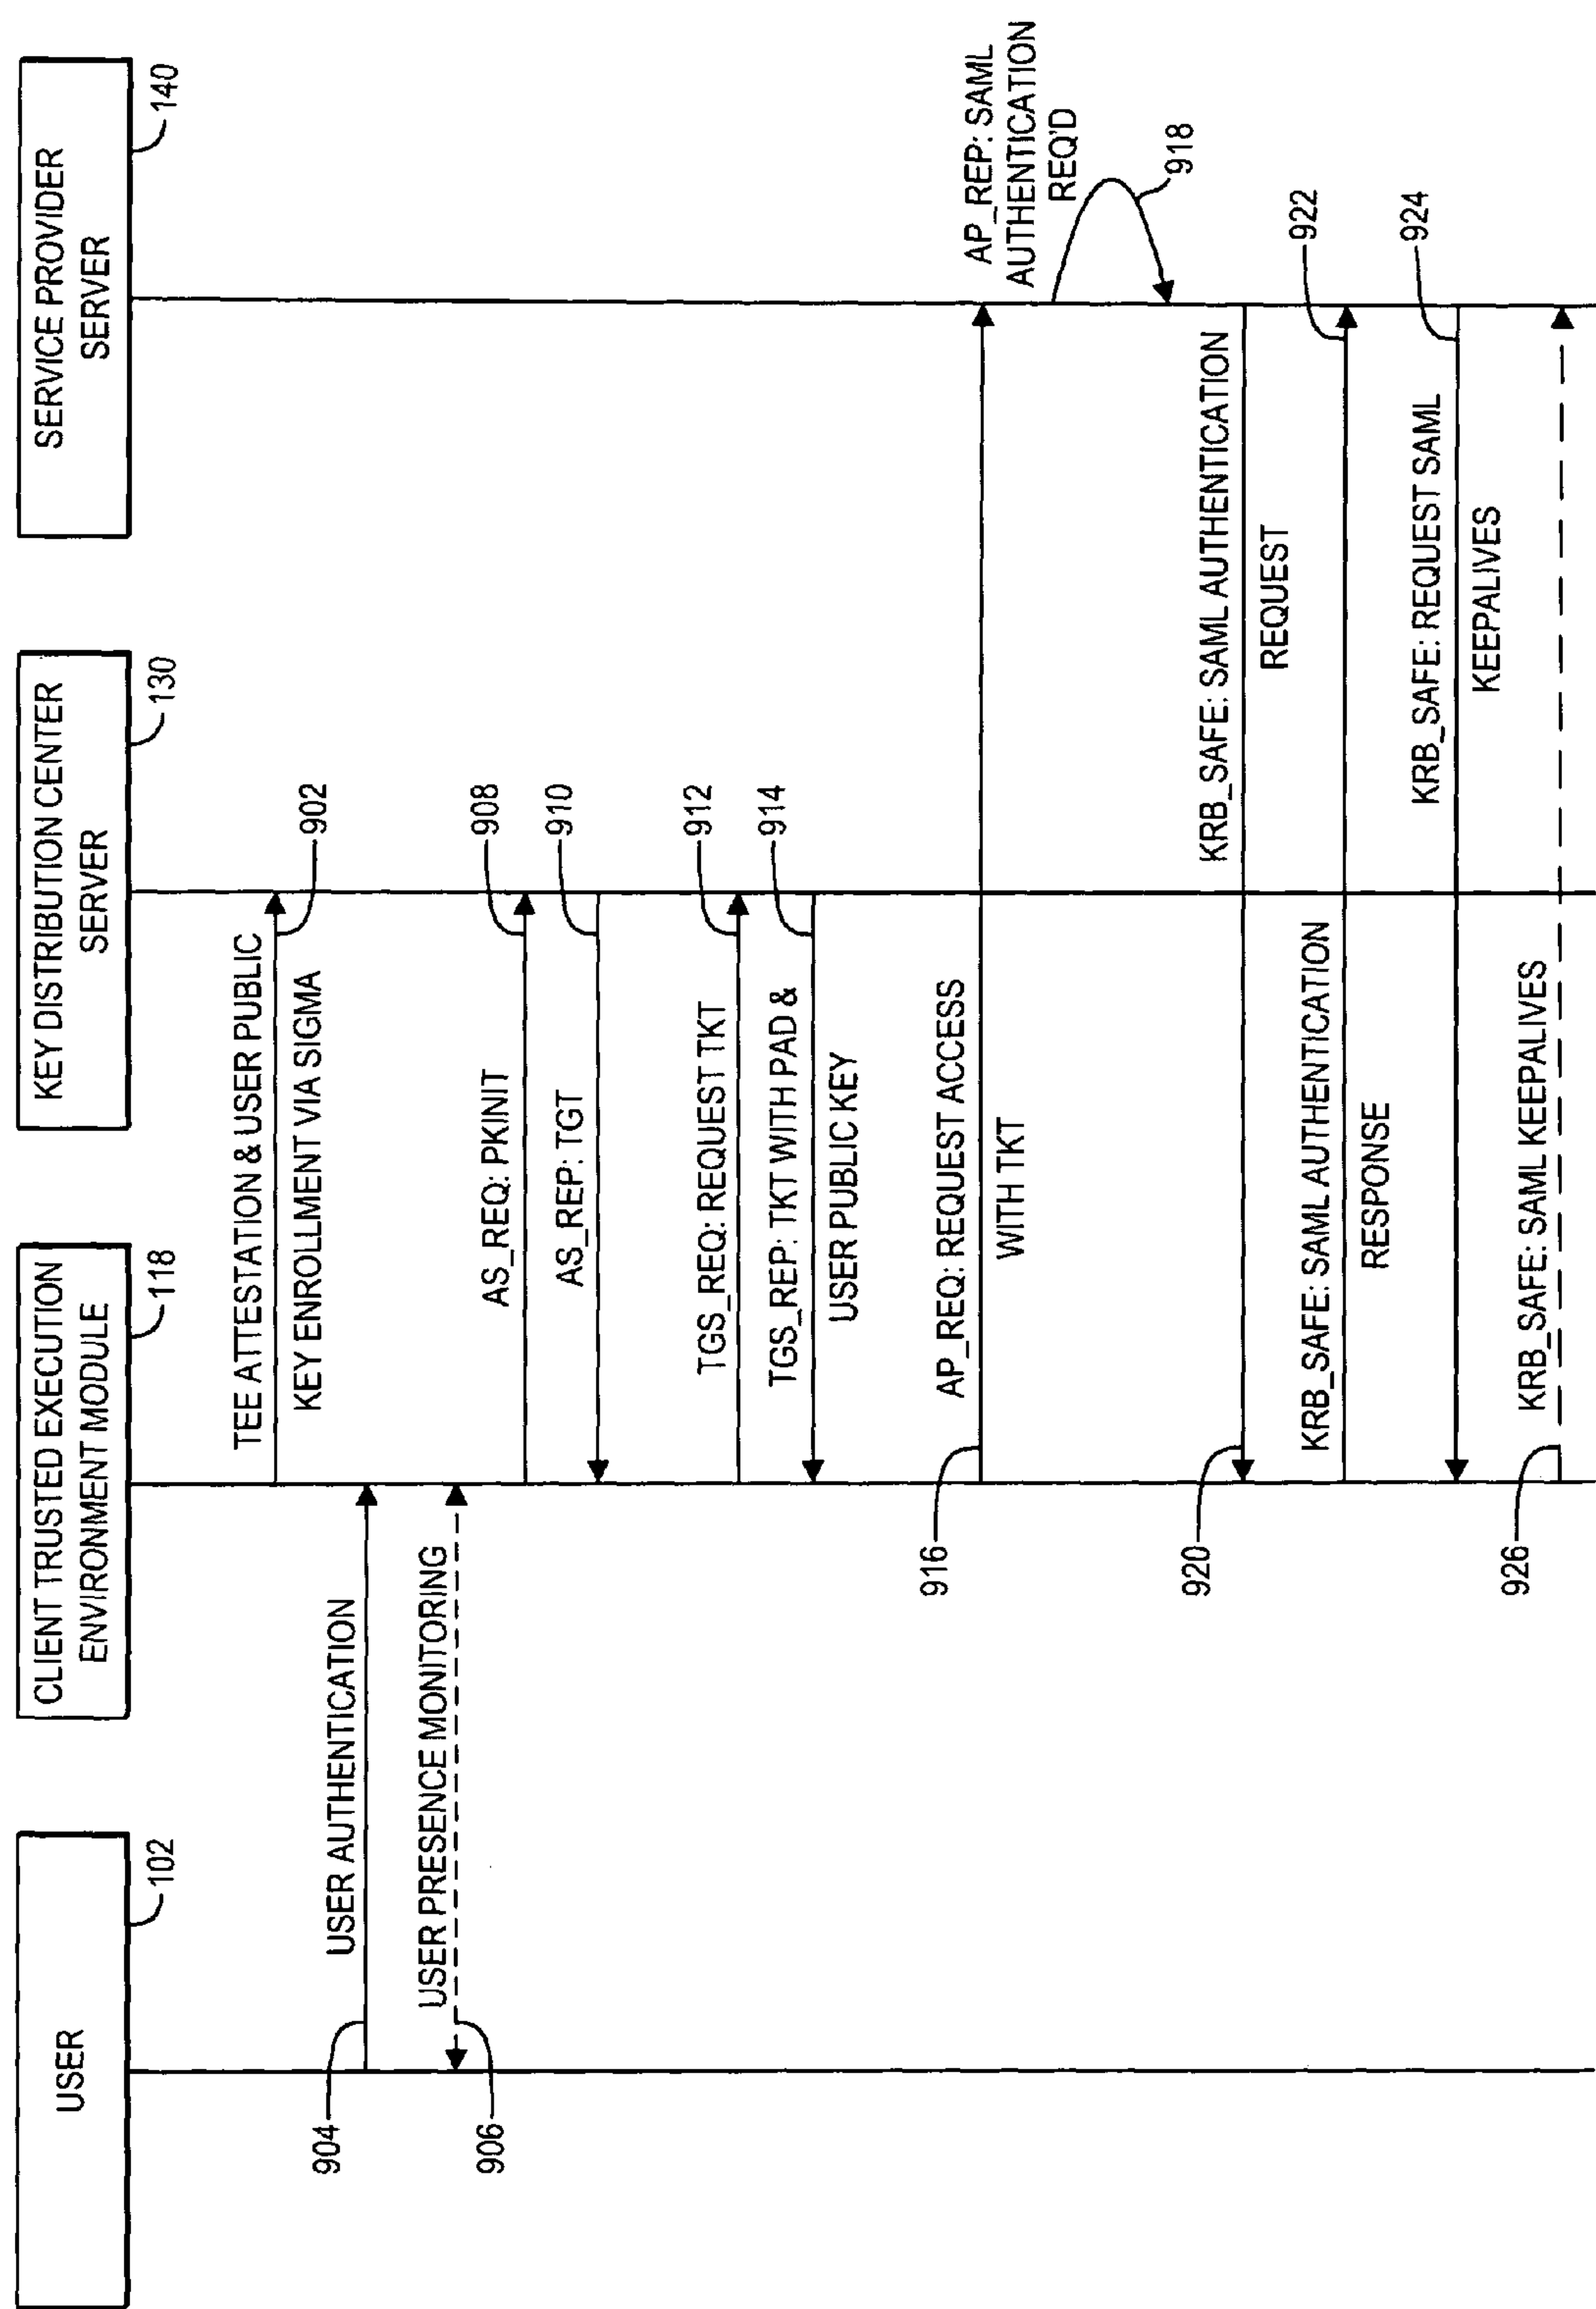 USER
102
CLIENT TRUSTED EXECUTION
ENVIRONMENT MODULE
118
KEY DISTRIBUTION CENTER
SERVER
130
SERVICE PROVIDER
SERVER
140
TEE ATTESTATION & USER PUBLIC
KEY ENROLLMENT VIA SIGMA
902
904
USER AUTHENTICATION
USER PRESENCE MONITORING
906
AS_REQ: PKINIT
908
AS_REP: TGT
910
TGS_REQ: REQUEST TKT
912
TGS_REP: TKT WITH PAD &
USER PUBLIC KEY
914
916
AP_REQ: REQUEST ACCESS
WITH TKT
AP_REP: SAML
AUTHENTICATION
REQ'D
918
920
KRB_SAFE: SAML AUTHENTICATION
REQUEST
KRB_SAFE: SAML AUTHENTICATION
RESPONSE
922
KRB_SAFE: REQUEST SAML
KEEPALIVES
924
926
KRB_SAFE: SAML KEEPALIVES